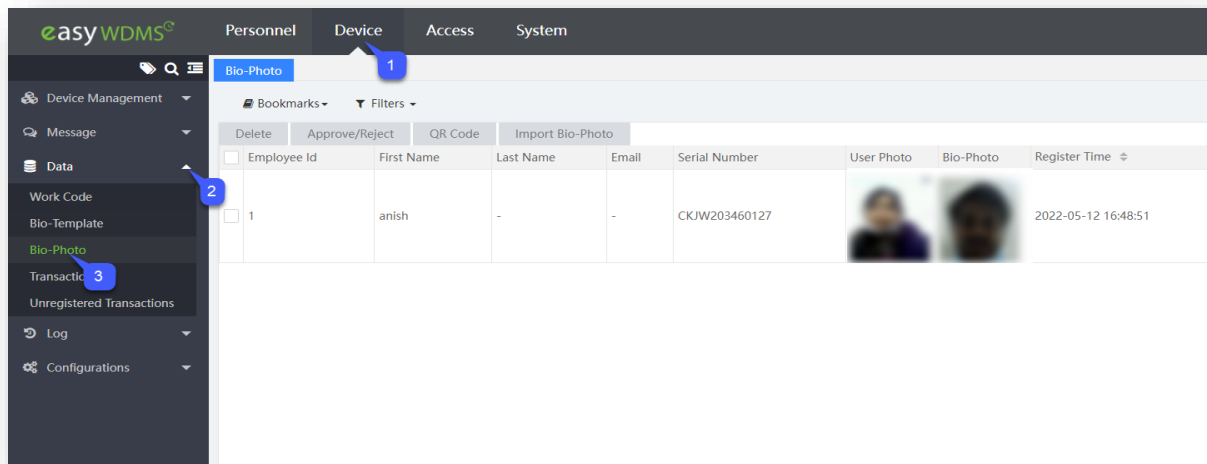 easy WDMS
Personnel Device Access System
1
Bio-Photo
Device Management
Bookmarks Filters
Message
Delete Approve/Reject QR Code Import Bio-Photo
Data
Employee Id First Name Last Name Email Serial Number User Photo Bio-Photo Register Time
2
Work Code
1 anish - - CKJW203460127 2022-05-12 16:48:51
Bio-Template
Bio-Photo
3
Unregistered Transactions
Log
Configurations